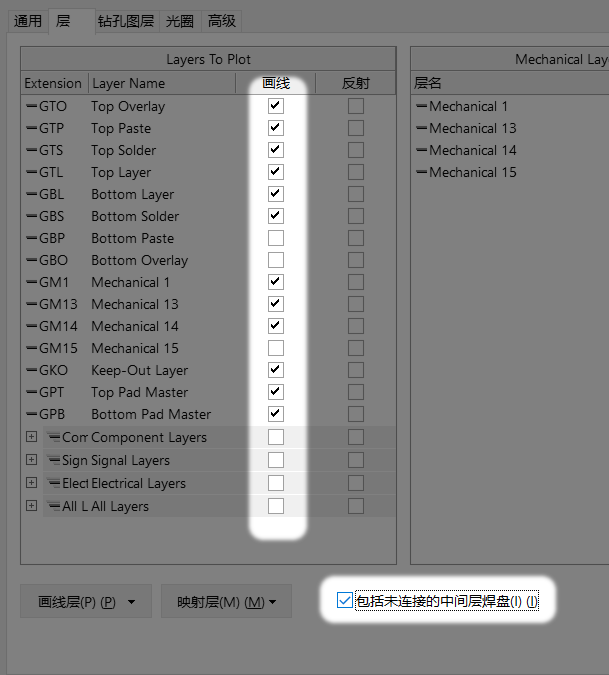 通用 层 钻孔图层 光圈 高级
Layers To Plot
Extension Layer Name 画线 反射
GTO Top Overlay
GTP Top Paste
GTS Top Solder
GTL Top Layer
GBL Bottom Layer
GBS Bottom Solder
GBP Bottom Paste
GBO Bottom Overlay
GM1 Mechanical 1
GM13 Mechanical 13
GM14 Mechanical 14
GM15 Mechanical 15
GKO Keep-Out Layer
GPT Top Pad Master
GPB Bottom Pad Master
Com Component Layers
Sign Signal Layers
Elect Electrical Layers
All L All Layers
Mechanical Laye
层名
Mechanical 1
Mechanical 13
Mechanical 14
Mechanical 15
画线层(P) (P) 映射层(M) (M) 包括未连接的中间层焊盘(I) (I)